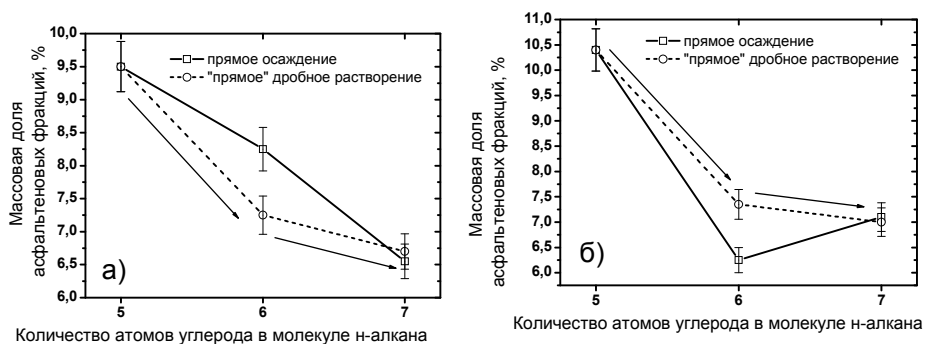 Массовая доля
асфальтеновых фракций, %
10,0
9,5
9,0
8,5
8,0
7,5
7,0
6,5
6,0
прямое осаждение
"прямое" дробное растворение
а)
5
6
7
Количество атомов углерода в молекуле н-алкана
Массовая доля
асфальтеновых фракций, %
11,0
10,5
10,0
9,5
9,0
8,5
8,0
7,5
7,0
6,5
6,0
прямое осаждение
"прямое" дробное растворение
б)
5
6
7
Количество атомов углерода в молекуле н-алкана